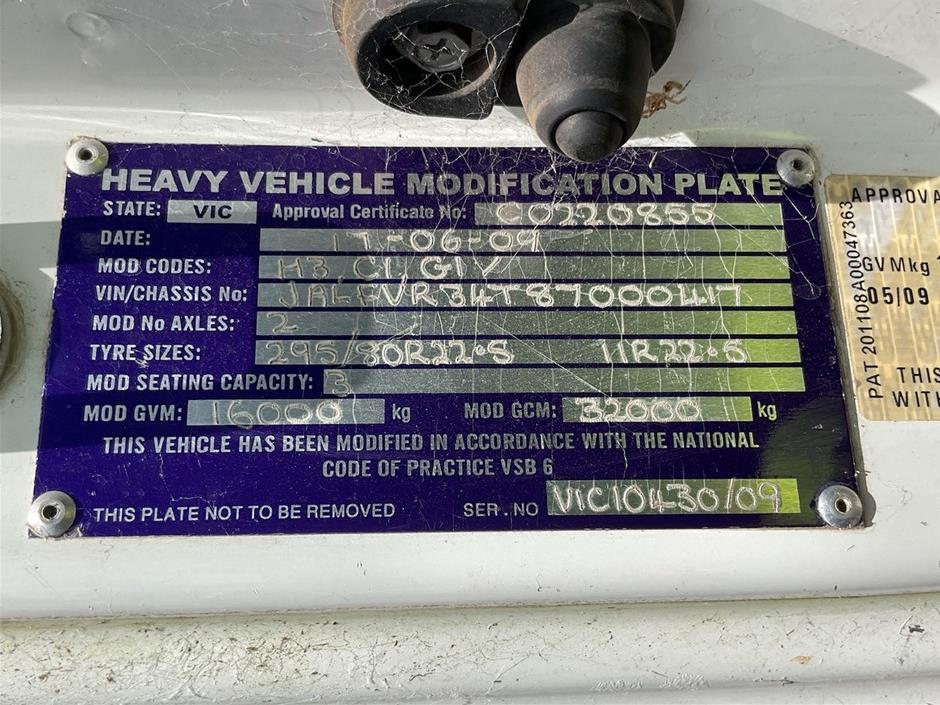 HEAVY VEHICLE MODIFICATION PLATE
STATE: VIC Approval Certificate No: CO220855
DATE: 17-06-09
MOD CODES: H3, C1, G1Y
VIN/CHASSIS No: JALFVR34T87000417
MOD No AXLES: 2
TYRE SIZES: 295/80R22.5 11R22.5
MOD SEATING CAPACITY: 3
MOD GVM: 16000 kg MOD GCM: 32000 kg
THIS VEHICLE HAS BEEN MODIFIED IN ACCORDANCE WITH THE NATIONAL
CODE OF PRACTICE VSB 6
THIS PLATE NOT TO BE REMOVED SER. NO VIC10430/09
PAT 201108A00047363
APPROVA
GVMkg 1
05/09
THIS
WITH